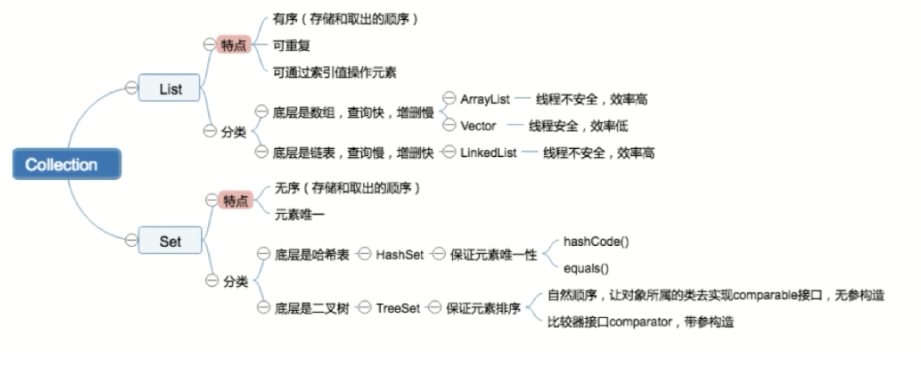 Collection
List
特点
有序（存储和取出的顺序）
可重复
可通过索引值操作元素
分类
底层是数组，查询快，增删慢
ArrayList
线程不安全，效率高
Vector
线程安全，效率低
底层是链表，查询慢，增删快
LinkedList
线程不安全，效率高
Set
特点
无序（存储和取出的顺序）
元素唯一
分类
底层是哈希表
HashSet
保证元素唯一性
hashCode()
equals()
底层是二叉树
TreeSet
保证元素排序
自然顺序，让对象所属的类去实现comparable接口，无参构造
比较器接口comparator，带参构造